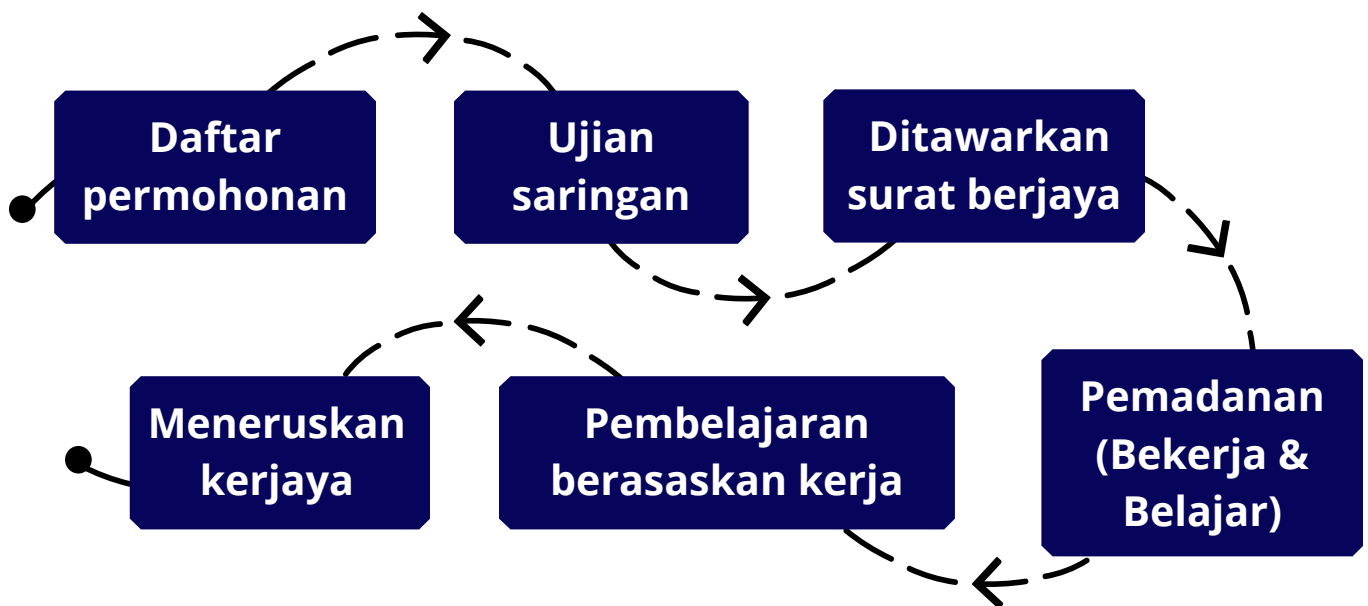 Daftar
permohonan
Ujian
saringan
Ditawarkan
surat berjaya
Pemadanan
(Bekerja &
Belajar)
Pembelajaran
berasaskan kerja
Meneruskan
kerjaya